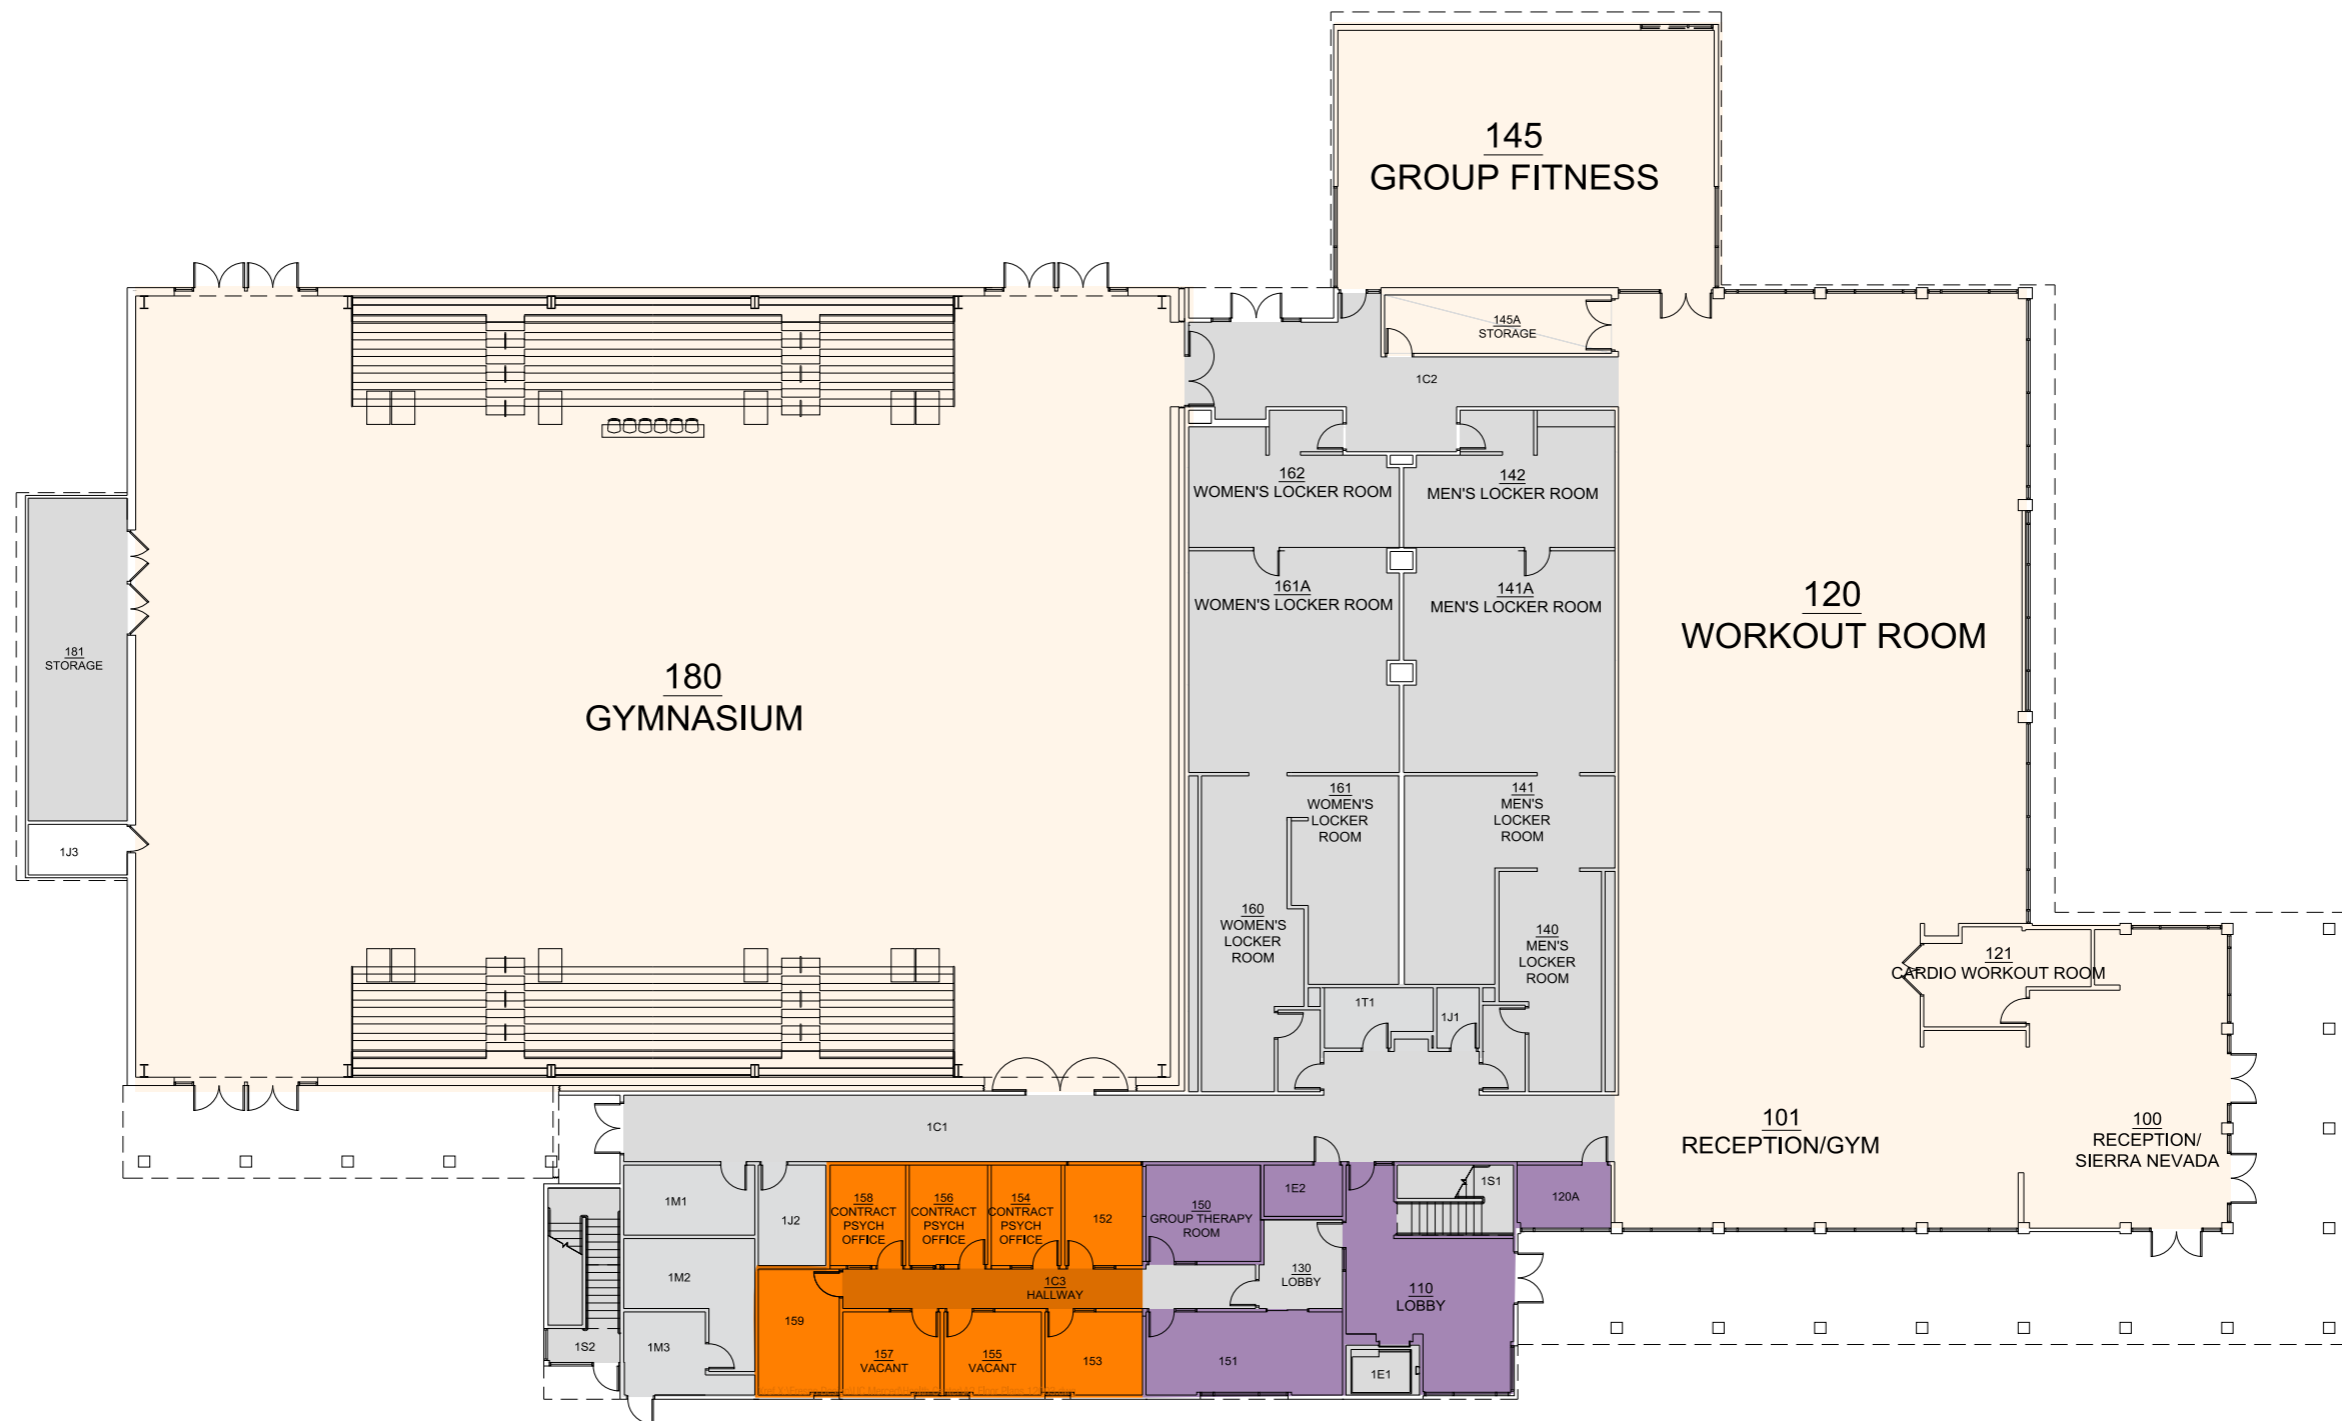 145
GROUP FITNESS
145A
STORAGE
1C2
162
WOMEN'S LOCKER ROOM
142
MEN'S LOCKER ROOM
161A
WOMEN'S LOCKER ROOM
141A
MEN'S LOCKER ROOM
120
WORKOUT ROOM
181
STORAGE
180
GYMNASIUM
161
WOMEN'S
LOCKER
ROOM
141
MEN'S
LOCKER
ROOM
1J3
160
WOMEN'S
LOCKER
ROOM
140
MEN'S
LOCKER
ROOM
121
CARDIO WORKOUT ROOM
1T1
1J1
1C1
101
RECEPTION/GYM
100
RECEPTION/
SIERRA NEVADA
1M1
1J2
158
CONTRACT
PSYCH
OFFICE
156
CONTRACT
PSYCH
OFFICE
154
CONTRACT
PSYCH
OFFICE
152
150
GROUP THERAPY
ROOM
1E2
1S1
120A
1M2
1C3
HALLWAY
130
LOBBY
110
LOBBY
159
1S2
1M3
157
VACANT
155
VACANT
153
151
1E1